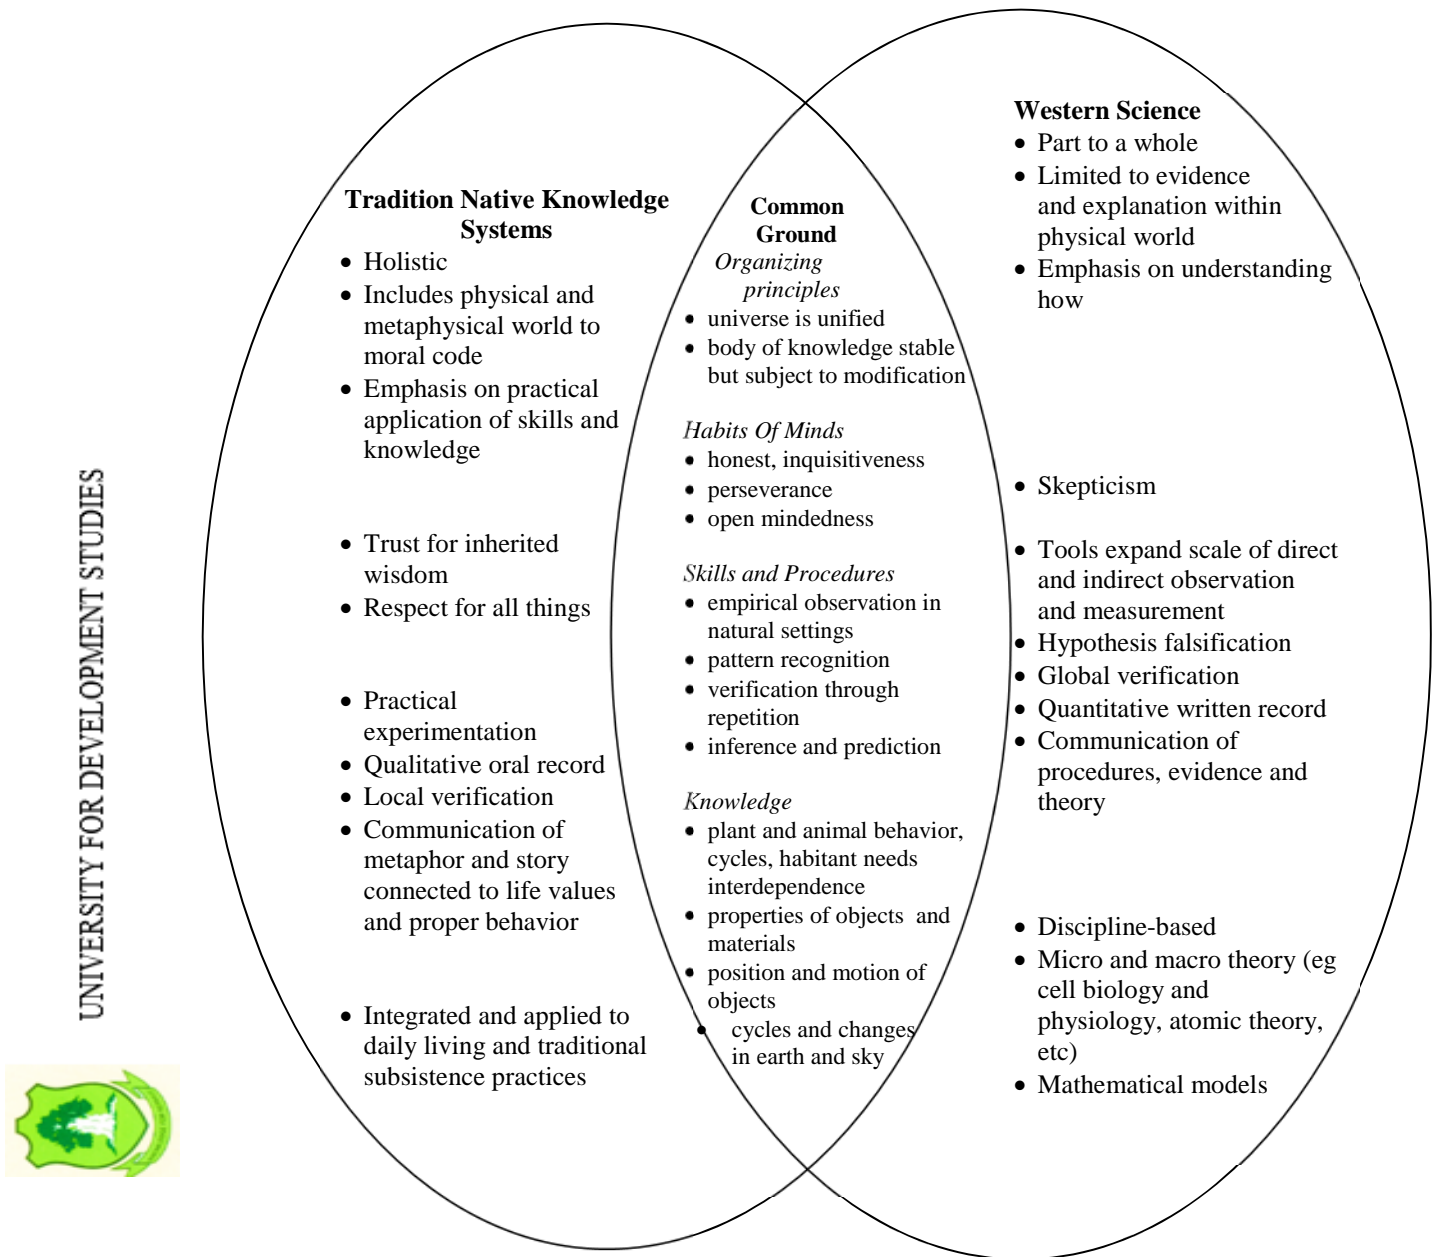 UNIVERSITY FOR DEVELOPMENT STUDIES
Tradition Native Knowledge
Systems
• Holistic
• Includes physical and
metaphysical world to
moral code
• Emphasis on practical
application of skills and
knowledge
• Trust for inherited
wisdom
• Respect for all things
• Practical
experimentation
• Qualitative oral record
• Local verification
• Communication of
metaphor and story
connected to life values
and proper behavior
• Integrated and applied to
daily living and traditional
subsistence practices
Common
Ground
Organizing
principles
• universe is unified
• body of knowledge stable
but subject to modification
Habits Of Minds
• honest, inquisitiveness
• perseverance
• open mindedness
Skills and Procedures
• empirical observation in
natural settings
• pattern recognition
• verification through
repetition
• inference and prediction
Knowledge
• plant and animal behavior,
cycles, habitant needs
interdependence
• properties of objects and
materials
• position and motion of
objects
• cycles and changes
in earth and sky
Western Science
• Part to a whole
• Limited to evidence
and explanation within
physical world
• Emphasis on understanding
how
• Skepticism
• Tools expand scale of direct
and indirect observation
and measurement
• Hypothesis falsification
• Global verification
• Quantitative written record
• Communication of
procedures, evidence and
theory
• Discipline-based
• Micro and macro theory (eg
cell biology and
physiology, atomic theory,
etc)
• Mathematical models